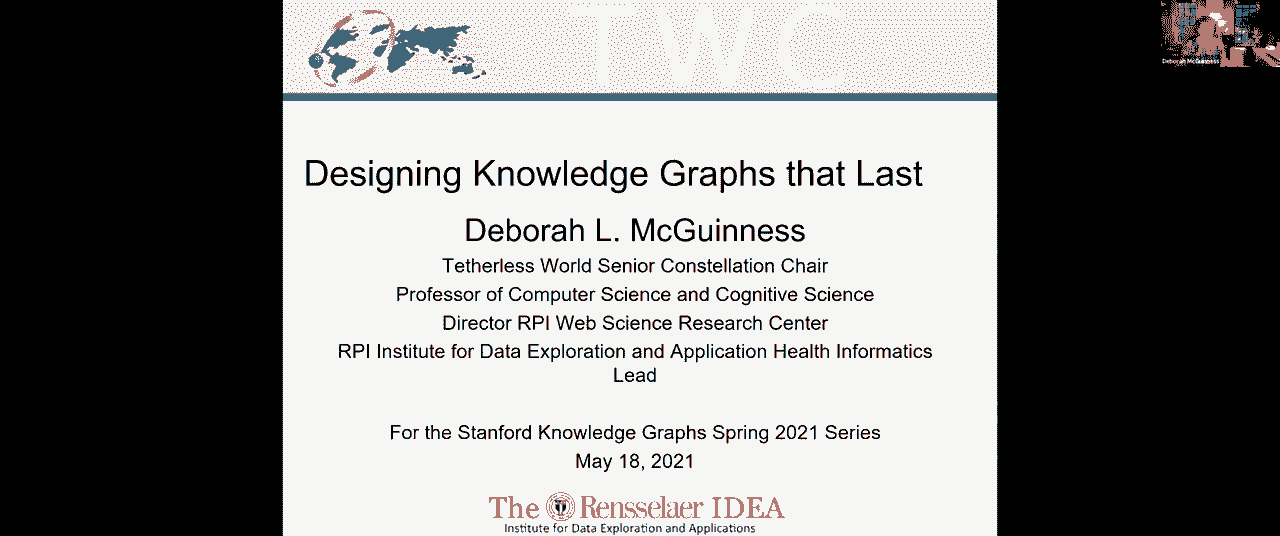 TWC
Deborah McGuinness
Designing Knowledge Graphs that Last
Deborah L. McGuinness
Tetherless World Senior Constellation Chair
Professor of Computer Science and Cognitive Science
Director RPI Web Science Research Center
RPI Institute for Data Exploration and Application Health Informatics
Lead
For the Stanford Knowledge Graphs Spring 2021 Series
May 18, 2021
The Rensselaer IDEA
Institute for Data Exploration and Applications